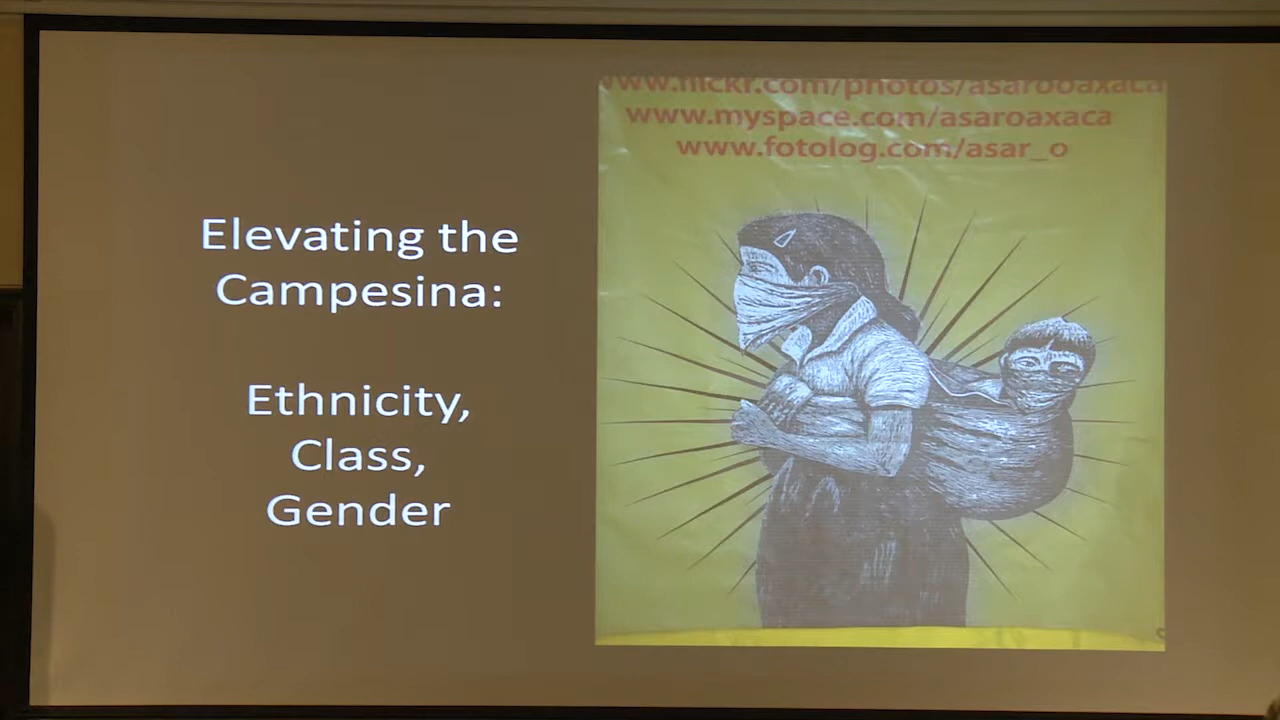 Elevating the
Campesina:
Ethnicity,
Class,
Gender
www.flickr.com/photos/asarooaxaca
www.myspace.com/asaroaxaca
www.fotolog.com/asar_o